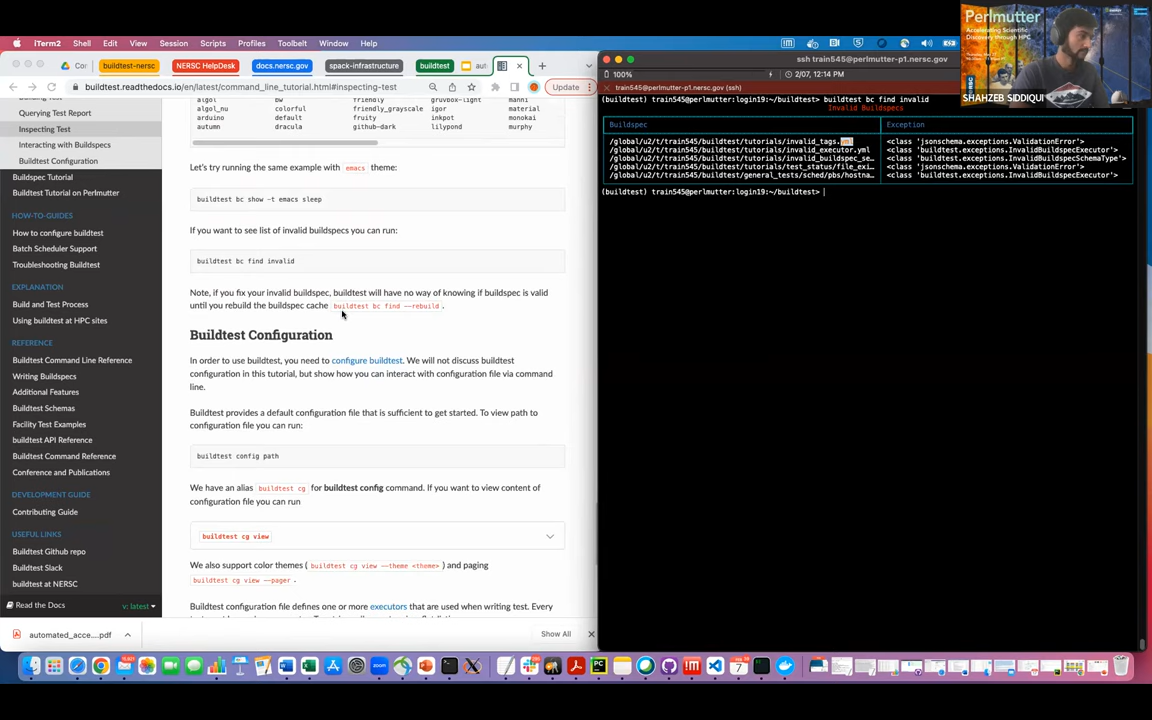 iTerm2 Shell Edit View Session Scripts Profiles Toolbelt Window Help
Perlmutter
Accelerating Scientific
Discovery through HPC
SHAHZEB SIDDIQUI
buildtest-nersc NERSC HelpDesk docs.nersc.gov spack-infrastructure buildtest
buildtest.readthedocs.io/en/latest/command_line_tutorial.html#inspecting-test Update
Querying Test Report
Inspecting Test
Interacting with Buildspecs
Buildtest Configuration
Buildspec Tutorial
Buildtest Tutorial on Perlmutter
HOW-TO-GUIDES
How to configure buildtest
Batch Scheduler Support
Troubleshooting Buildtest
EXPLANATION
Build and Test Process
Using buildtest at HPC sites
REFERENCE
Buildtest Command Line Reference
Writing Buildspecs
Additional Features
Buildtest Schemas
Facility Test Examples
buildtest API Reference
Buildtest Command Reference
Conference and Publications
DEVELOPMENT GUIDE
Contributing Guide
USEFUL LINKS
Buildtest Github repo
Buildtest Slack
buildtest at NERSC
Read the Docs v: latest
algol bw friendly gruvbox-light manni
algol_nu colorful friendly_grayscale igor material
arduino default fruity inkpot monokai
autumn dracula github-dark lilypond murphy
Let's try running the same example with emacs theme:
buildtest bc show -t emacs sleep
If you want to see list of invalid buildspecs you can run:
buildtest bc find invalid
Note, if you fix your invalid buildspec, buildtest will have no way of knowing if buildspec is valid
until you rebuild the buildspec cache buildtest bc find --rebuild .
Buildtest Configuration
In order to use buildtest, you need to configure buildtest. We will not discuss buildtest
configuration in this tutorial, but show how you can interact with configuration file via command
line.
Buildtest provides a default configuration file that is sufficient to get started. To view path to
configuration file you can run:
buildtest config path
We have an alias buildtest cg for buildtest config command. If you want to view content of
configuration file you can run
buildtest cg view
We also support color themes ( buildtest cg view --theme <theme> ) and paging
buildtest cg view --pager .
Buildtest configuration file defines one or more executors that are used when writing test. Every
automated_acce....pdf
Show All
ssh train545@perlmutter-p1.nersc.gov
100% 2/07, 12:14 PM
train545@perlmutter-p1.nersc.gov (ssh)
(buildtest) train545@perlmutter:login19:~/buildtest> buildtest bc find invalid
Invalid Buildspecs
Buildspec Exception
/global/u2/t/train545/buildtest/tutorials/invalid_tags.yml <class 'jsonschema.exceptions.ValidationError'>
/global/u2/t/train545/buildtest/tutorials/invalid_executor.yml <class 'buildtest.exceptions.InvalidBuildspecExecutor'>
/global/u2/t/train545/buildtest/tutorials/invalid_buildspec_se… <class 'buildtest.exceptions.InvalidBuildspecSchemaType'>
/global/u2/t/train545/buildtest/tutorials/test_status/file_exi… <class 'jsonschema.exceptions.ValidationError'>
/global/u2/t/train545/buildtest/general_tests/sched/pbs/hostna… <class 'buildtest.exceptions.InvalidBuildspecExecutor'>
(buildtest) train545@perlmutter:login19:~/buildtest>